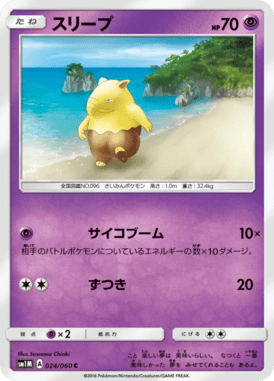 たね スリープ HP70
全国図鑑NO.096 さいみんポケモン 高さ:1.0m 重さ:32.4kg
サイコブーム 10×
相手のバトルポケモンについているエネルギーの数×10ダメージ。
ずつき 20
弱点 ×2 抵抗力 にげる
Illus. Suwama Chiaki
sm1M A 024/060 C
©2016 Pokémon/Nintendo/Creatures/GAME FREAK.